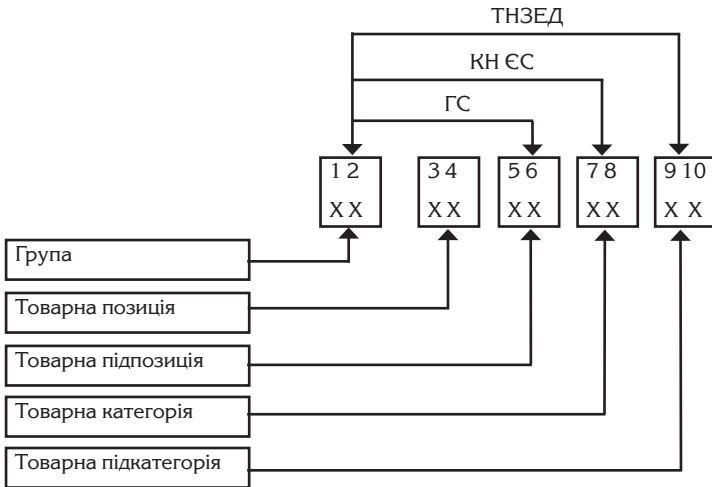 ТНЗЕД
КН ЄС
ГС
1 2 3 4 5 6 7 8 9 10
X X X X X X X X X X
Група
Товарна позиція
Товарна підпозиція
Товарна категорія
Товарна підкатегорія